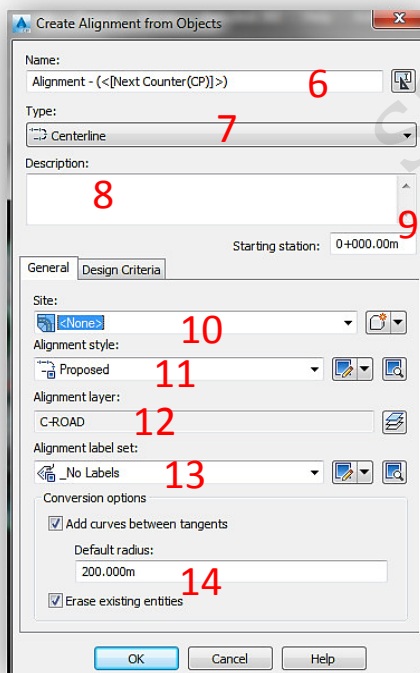 Create Alignment from Objects
Name:
Alignment - (<[Next Counter(CP)]>)
6
Type:
Centerline
7
Description:
8
9
Starting station: 0+000.00m
General Design Criteria
Site:
<None>
10
Alignment style:
Proposed
11
Alignment layer:
C-ROAD
12
Alignment label set:
_No Labels
13
Conversion options
Add curves between tangents
Default radius:
200.000m
14
Erase existing entities
OK Cancel Help